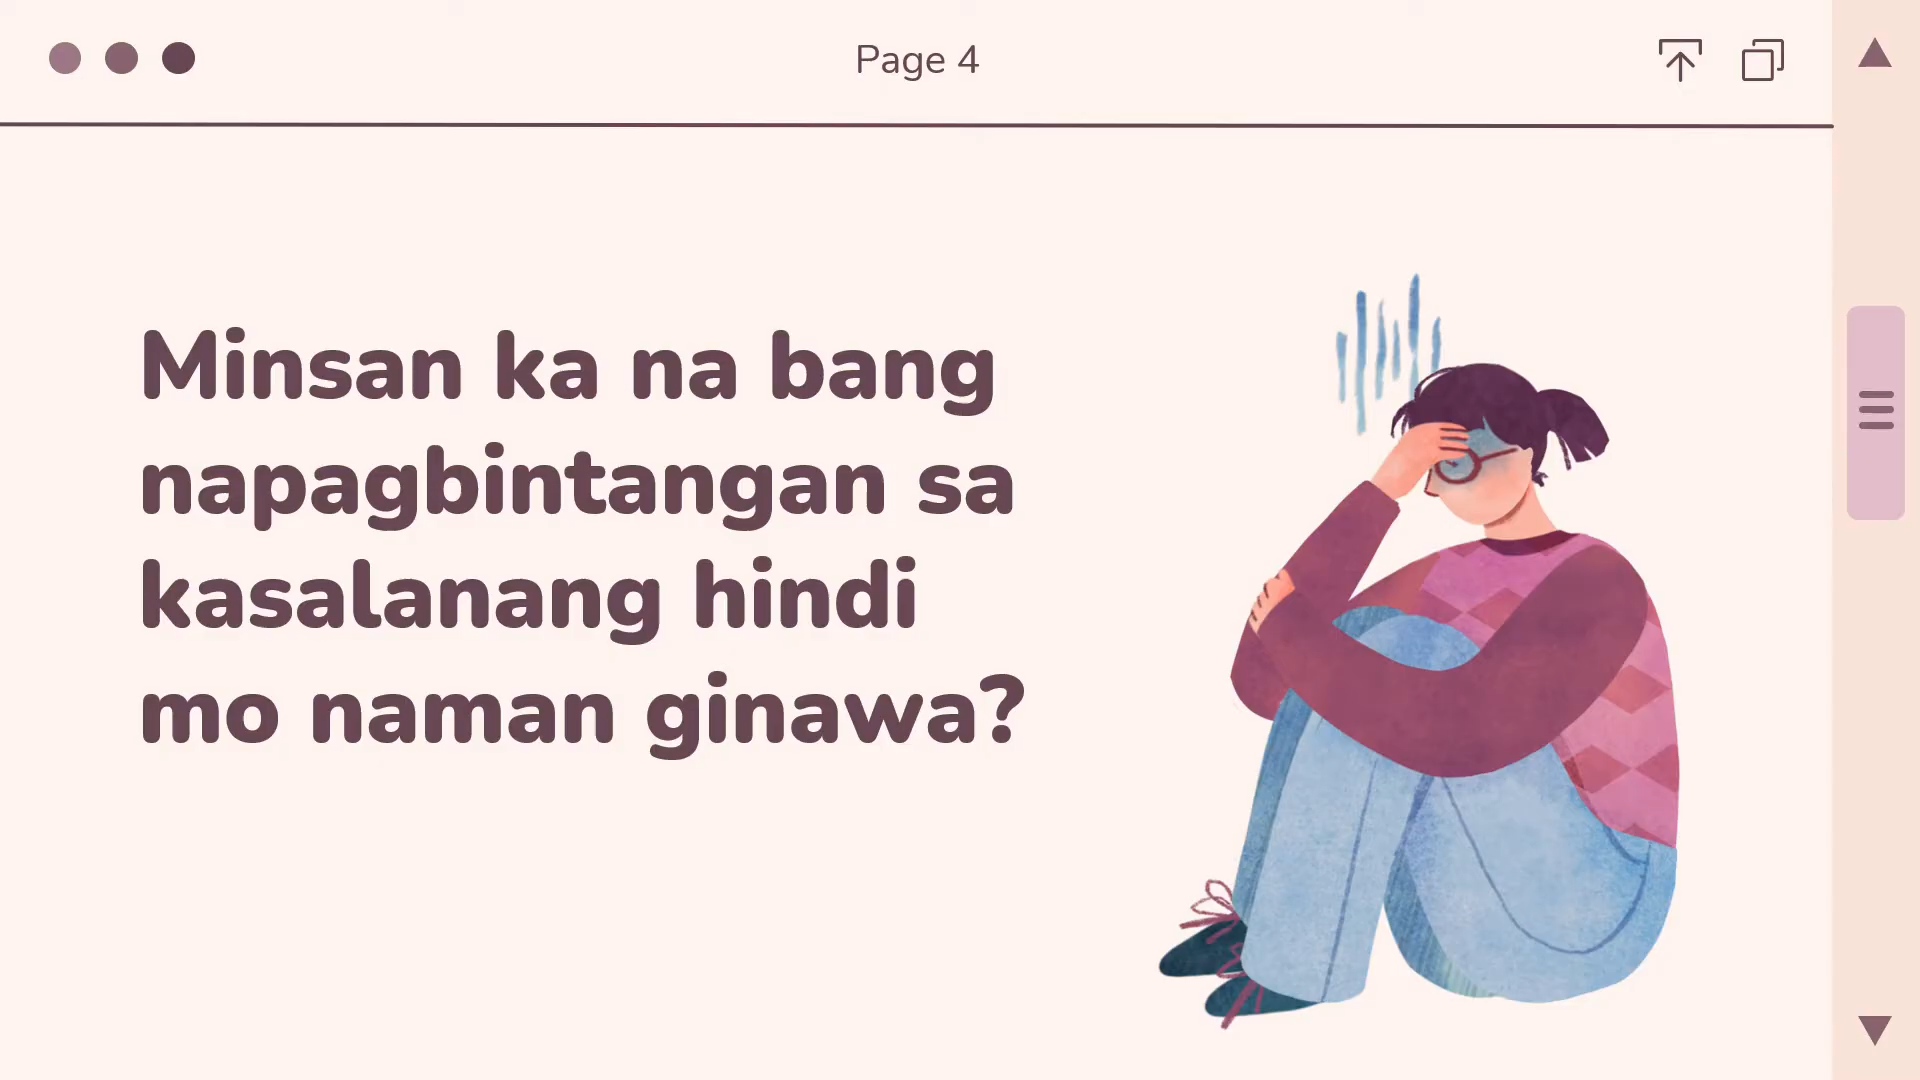 Page 4
Minsan ka na bang
napagbintangan sa
kasalanang hindi
mo naman ginawa?